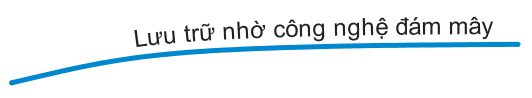 Lưu trữ nhờ công nghệ đám mây